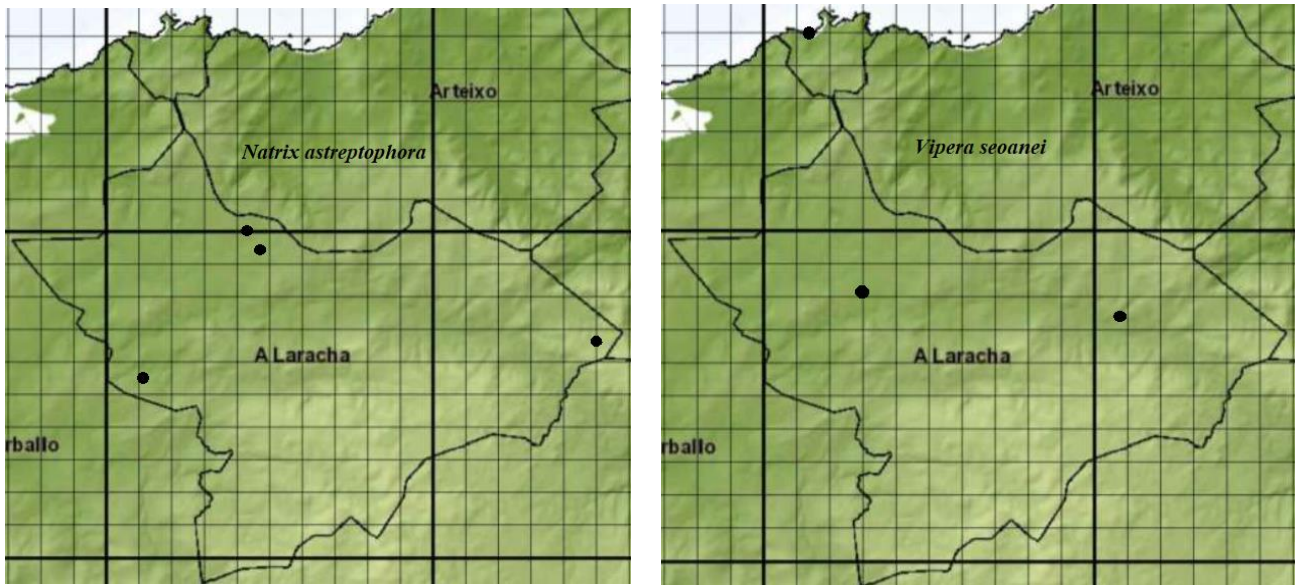 Arteixo
Natrix astreptophora
A Laracha
rballo
Arteixo
Vipera seoanei
A Laracha
rballo